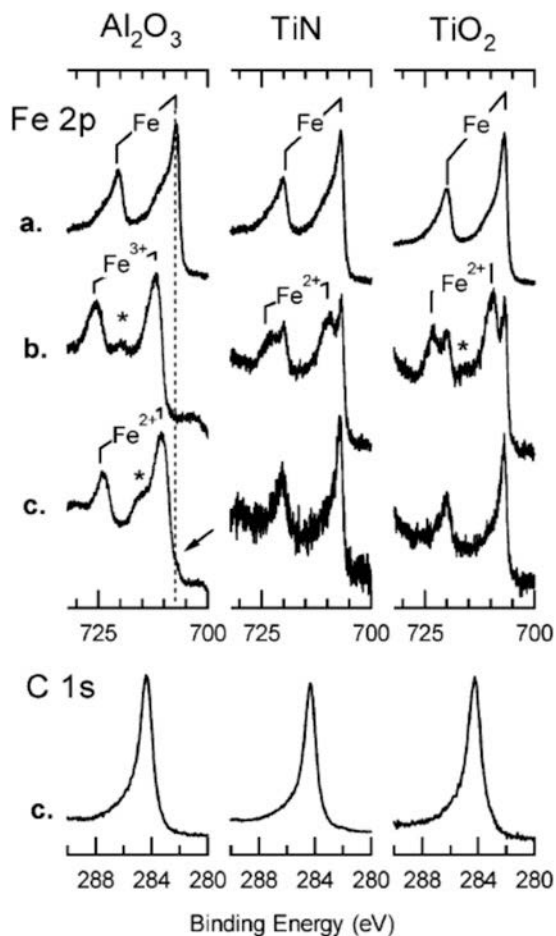 Al₂O₃ TiN TiO₂
Fe 2p
Fe Fe Fe
a.
Fe³⁺ Fe²⁺ Fe²⁺
* *
b.
Fe²⁺
*
c.
725 700 725 700 725 700
C 1s
c.
288 284 280 288 284 280 288 284 280
Binding Energy (eV)